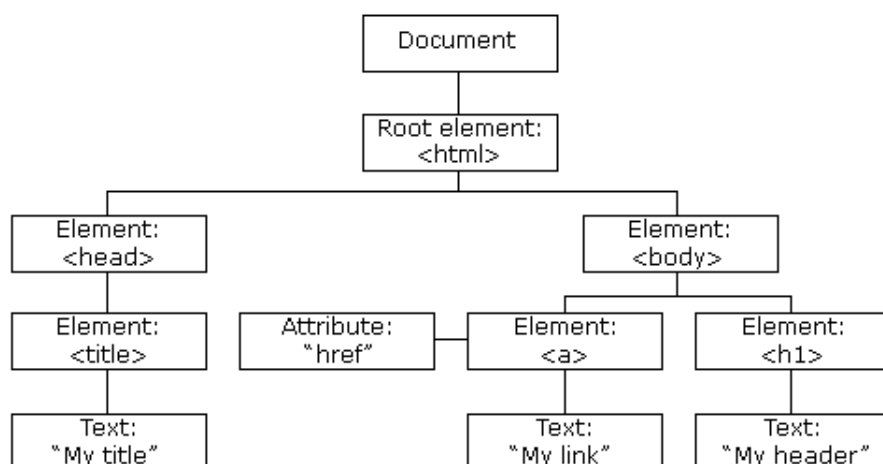 Document
Root element:
<html>
Element:
<head>
Element:
<body>
Element:
<title>
Attribute:
“href”
Element:
<a>
Element:
<h1>
Text:
“My title”
Text:
“My link”
Text:
“My header”